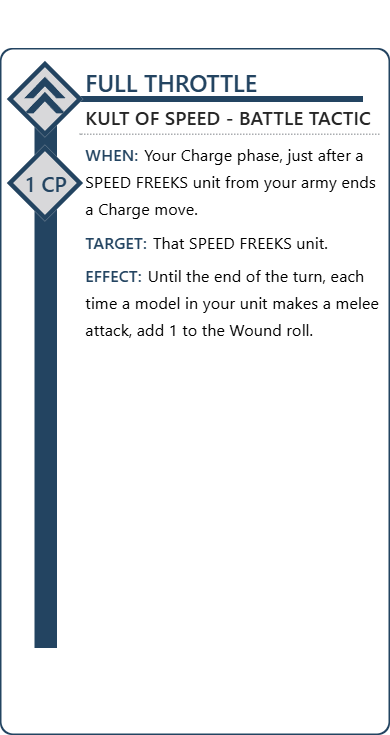 FULL THROTTLE
KULT OF SPEED - BATTLE TACTIC
WHEN: Your Charge phase, just after a
1 CP
SPEED FREEKS unit from your army ends
a Charge move.
TARGET: That SPEED FREEKS unit.
EFFECT: Until the end of the turn, each
time a model in your unit makes a melee
attack, add 1 to the Wound roll.